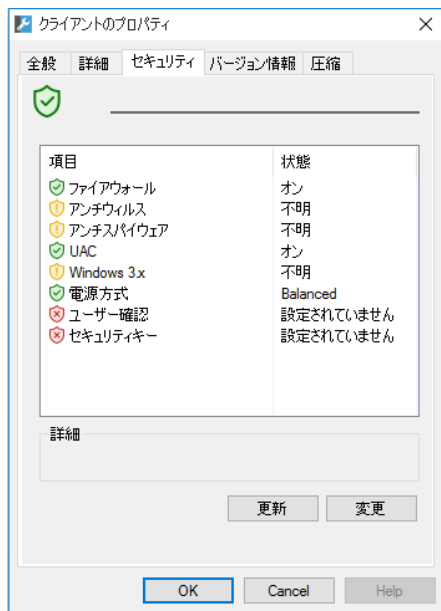 クライアントのプロパティ
全般 詳細 セキュリティ バージョン情報 圧縮
項目 状態
ファイアウォール オン
アンチウィルス 不明
アンチスパイウェア 不明
UAC オン
Windows 3.x 不明
電源方式 Balanced
ユーザー確認 設定されていません
セキュリティキー 設定されていません
詳細
更新 変更
OK Cancel Help